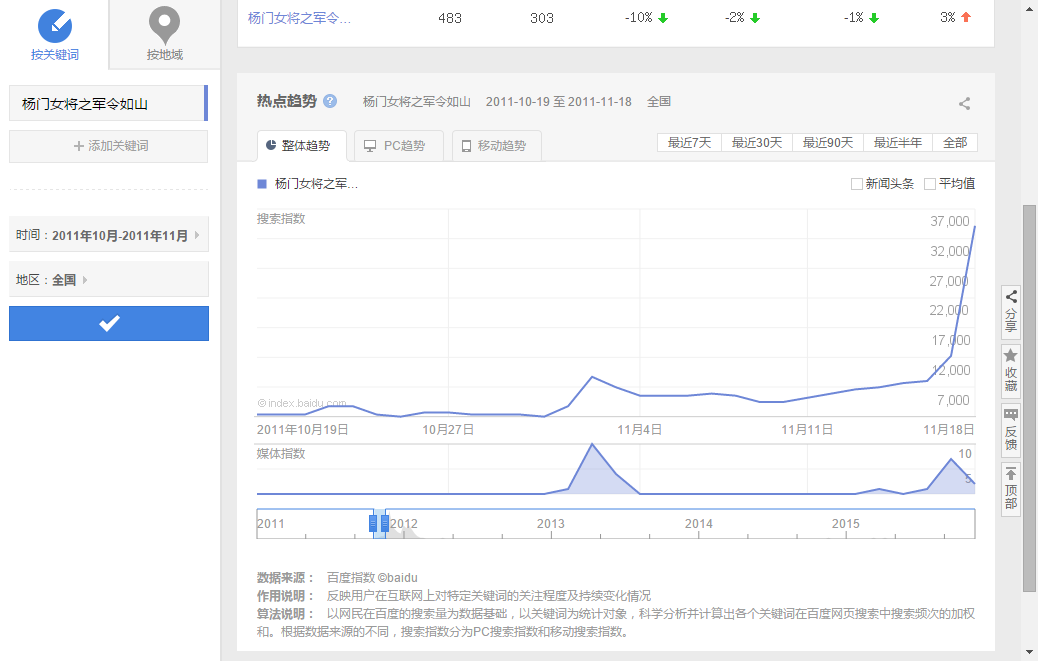 按关键词
按地域
杨门女将之军令如山
添加关键词
时间：2011年10月-2011年11月
地区：全国
杨门女将之军令... 483 303 -10% -2% -1% 3%
热点趋势 ? 杨门女将之军令如山 2011-10-19 至 2011-11-18 全国
整体趋势 PC趋势 移动趋势
最近7天 最近30天 最近90天 最近半年 全部
杨门女将之军...
新闻头条 平均值
搜索指数
37,000
32,000
27,000
22,000
17,000
12,000
7,000
© index.baidu.com
2011年10月19日 10月27日 11月4日 11月11日 11月18日
媒体指数
10
5
2011 2012 2013 2014 2015
数据来源： 百度指数 ©baidu
作用说明： 反映用户在互联网上对特定关键词的关注程度及持续变化情况
算法说明： 以网民在百度的搜索量为数据基础，以关键词为统计对象，科学分析并计算出各个关键词在百度网页搜索中搜索频次的加权
和。根据数据来源的不同，搜索指数分为PC搜索指数和移动搜索指数。
分享
收藏
反馈
顶部